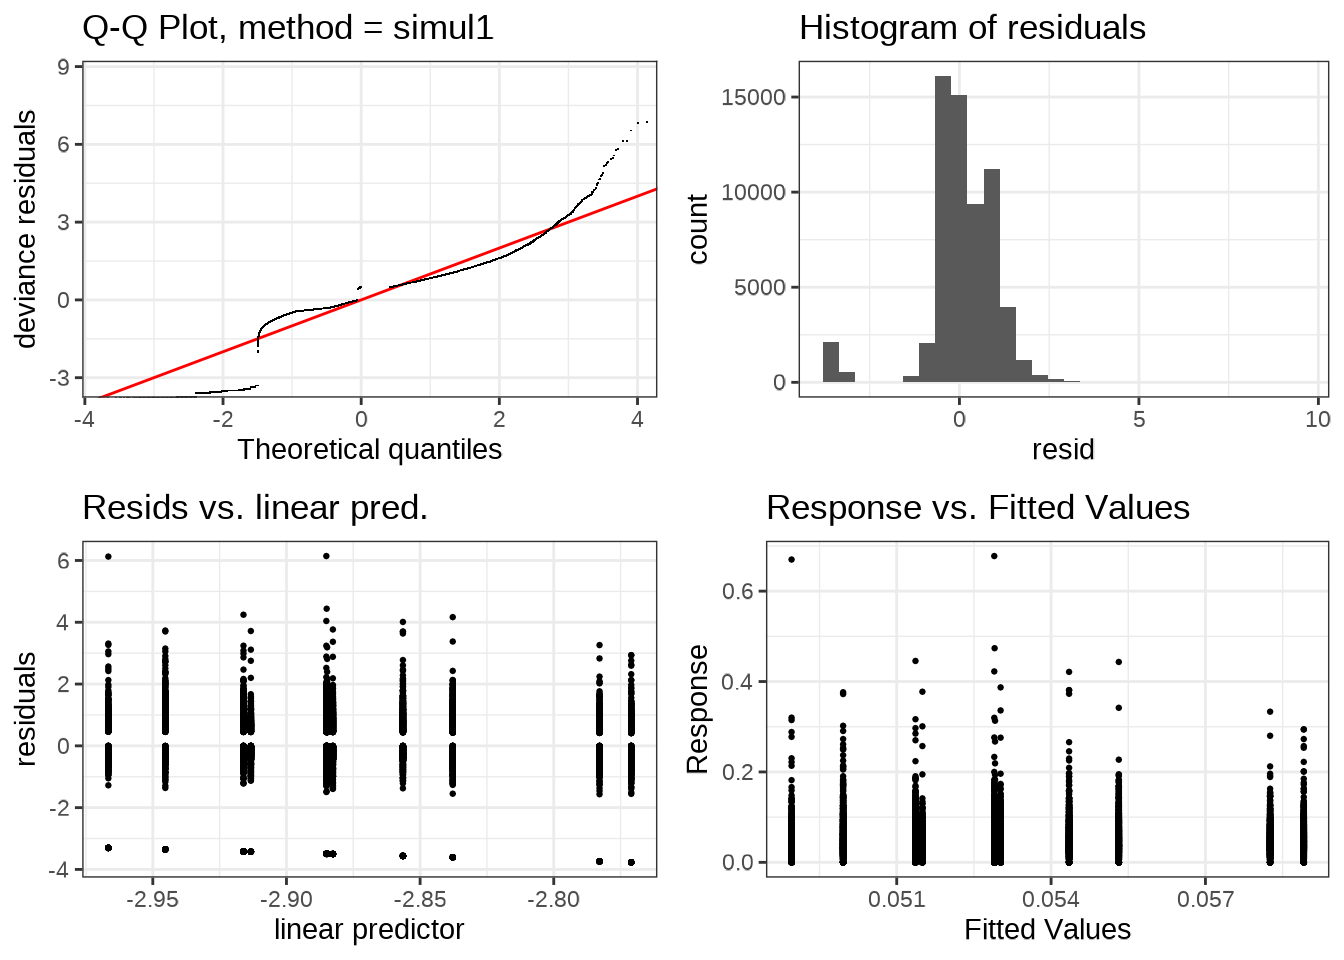 Q-Q Plot, method = simul1
9
6
3
0
-3
deviance residuals
-4 -2 0 2 4
Theoretical quantiles
Histogram of residuals
15000
10000
5000
0
count
0 5 10
resid
Resids vs. linear pred.
6
4
2
0
-2
-4
residuals
-2.95 -2.90 -2.85 -2.80
linear predictor
Response vs. Fitted Values
0.6
0.4
0.2
0.0
Response
0.051 0.054 0.057
Fitted Values